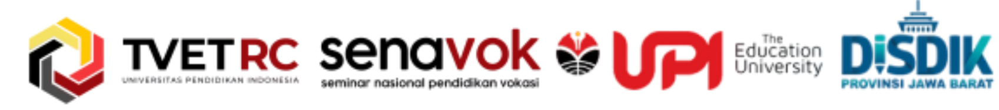 TVETRC
UNIVERSITAS PENDIDIKAN INDONESIA
senavok
seminar nasional pendidikan vokasi
UPI
The
Education
University
DiSDIK
PROVINSI JAWA BARAT